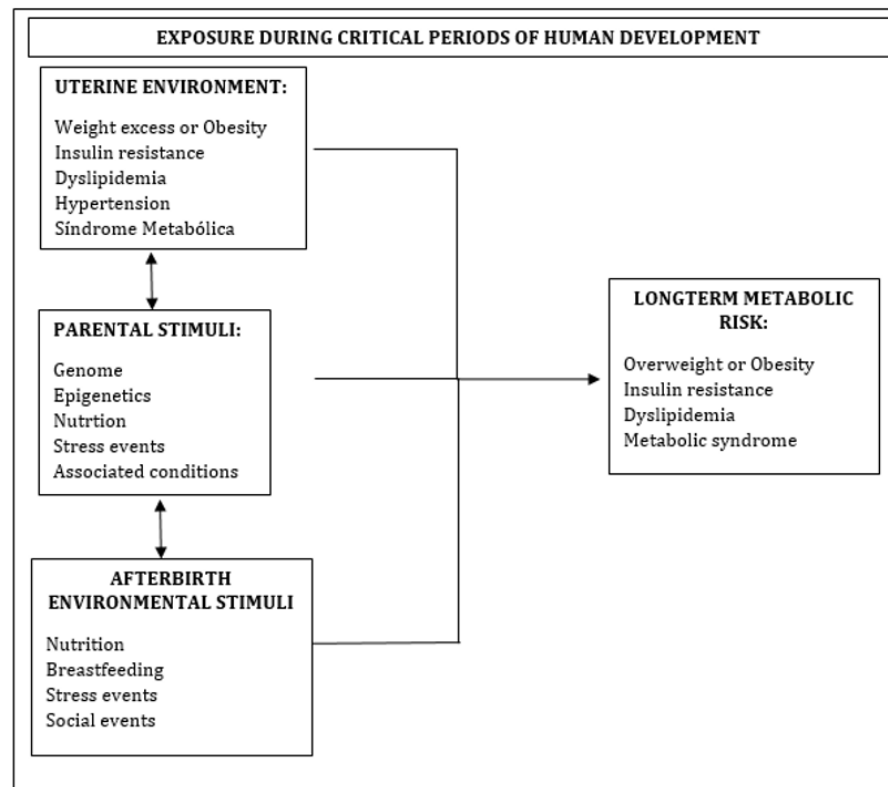 EXPOSURE DURING CRITICAL PERIODS OF HUMAN DEVELOPMENT
UTERINE ENVIRONMENT:
Weight excess or Obesity
Insulin resistance
Dyslipidemia
Hypertension
Síndrome Metabólica
PARENTAL STIMULI:
Genome
Epigenetics
Nutrtion
Stress events
Associated conditions
AFTERBIRTH
ENVIRONMENTAL STIMULI
Nutrition
Breastfeeding
Stress events
Social events
LONGTERM METABOLIC
RISK:
Overweight or Obesity
Insulin resistance
Dyslipidemia
Metabolic syndrome